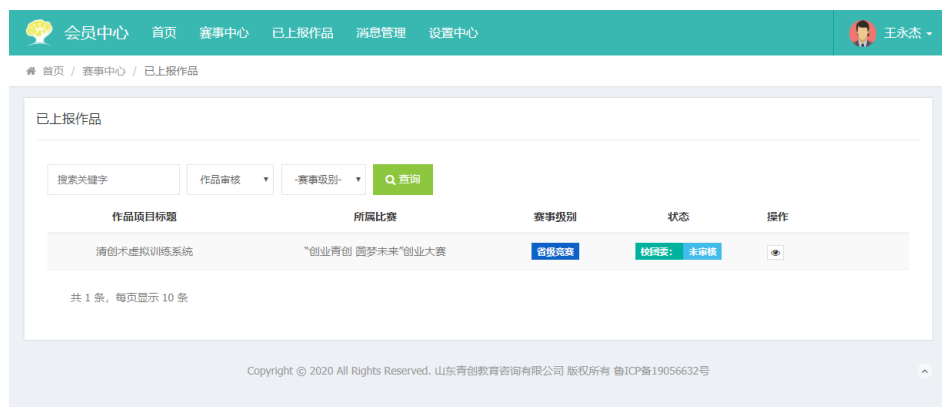 会员中心 首页 赛事中心 已上报作品 消息管理 设置中心 王永杰
首页 / 赛事中心 / 已上报作品
已上报作品
搜索关键字 作品审核 -赛事级别- 查询
作品项目标题 所属比赛 赛事级别 状态 操作
清创术虚拟训练系统 “创业青创 圆梦未来”创业大赛 省级竞赛 校团委： 未审核
共 1 条，每页显示 10 条
Copyright © 2020 All Rights Reserved. 山东青创教育咨询有限公司 版权所有 鲁ICP备19056632号